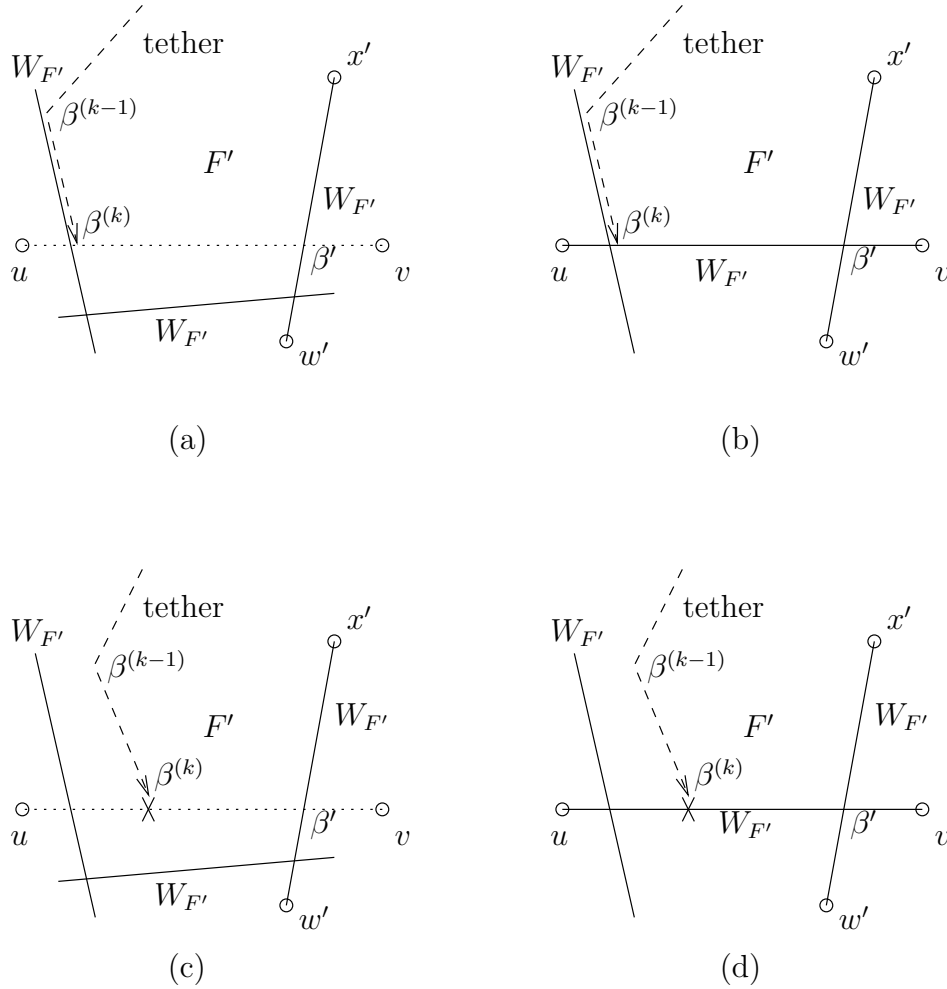 x′ x′
tether tether
W_{F′} W_{F′}
β^{(k−1)} β^{(k−1)}
F′ F′
W_{F′} W_{F′}
β^{(k)} β^{(k)}
β′ β′
u v u W_{F′} v
W_{F′}
w′ w′
(a) (b)
tether tether
x′ x′
W_{F′} W_{F′}
β^{(k−1)} β^{(k−1)}
F′ W_{F′} F′ W_{F′}
β^{(k)} β^{(k)}
β′ W_{F′} β′
u v u v
W_{F′}
w′ w′
(c) (d)